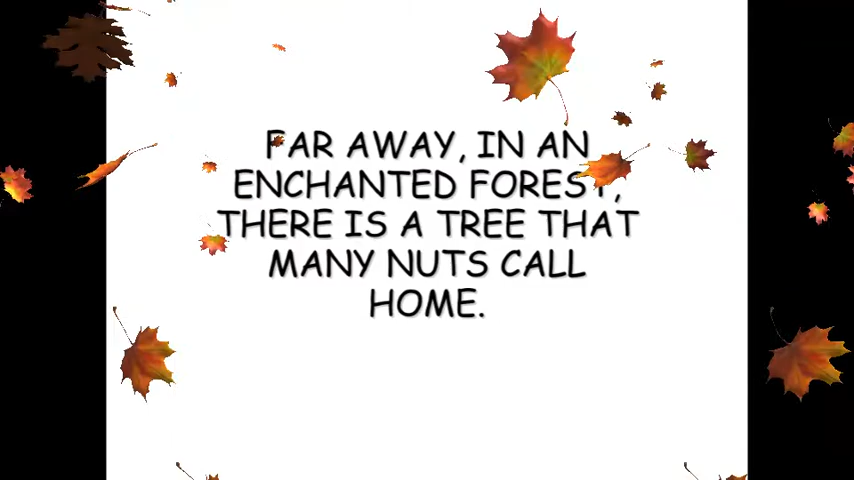 FAR AWAY, IN AN
ENCHANTED FOREST,
THERE IS A TREE THAT
MANY NUTS CALL
HOME.